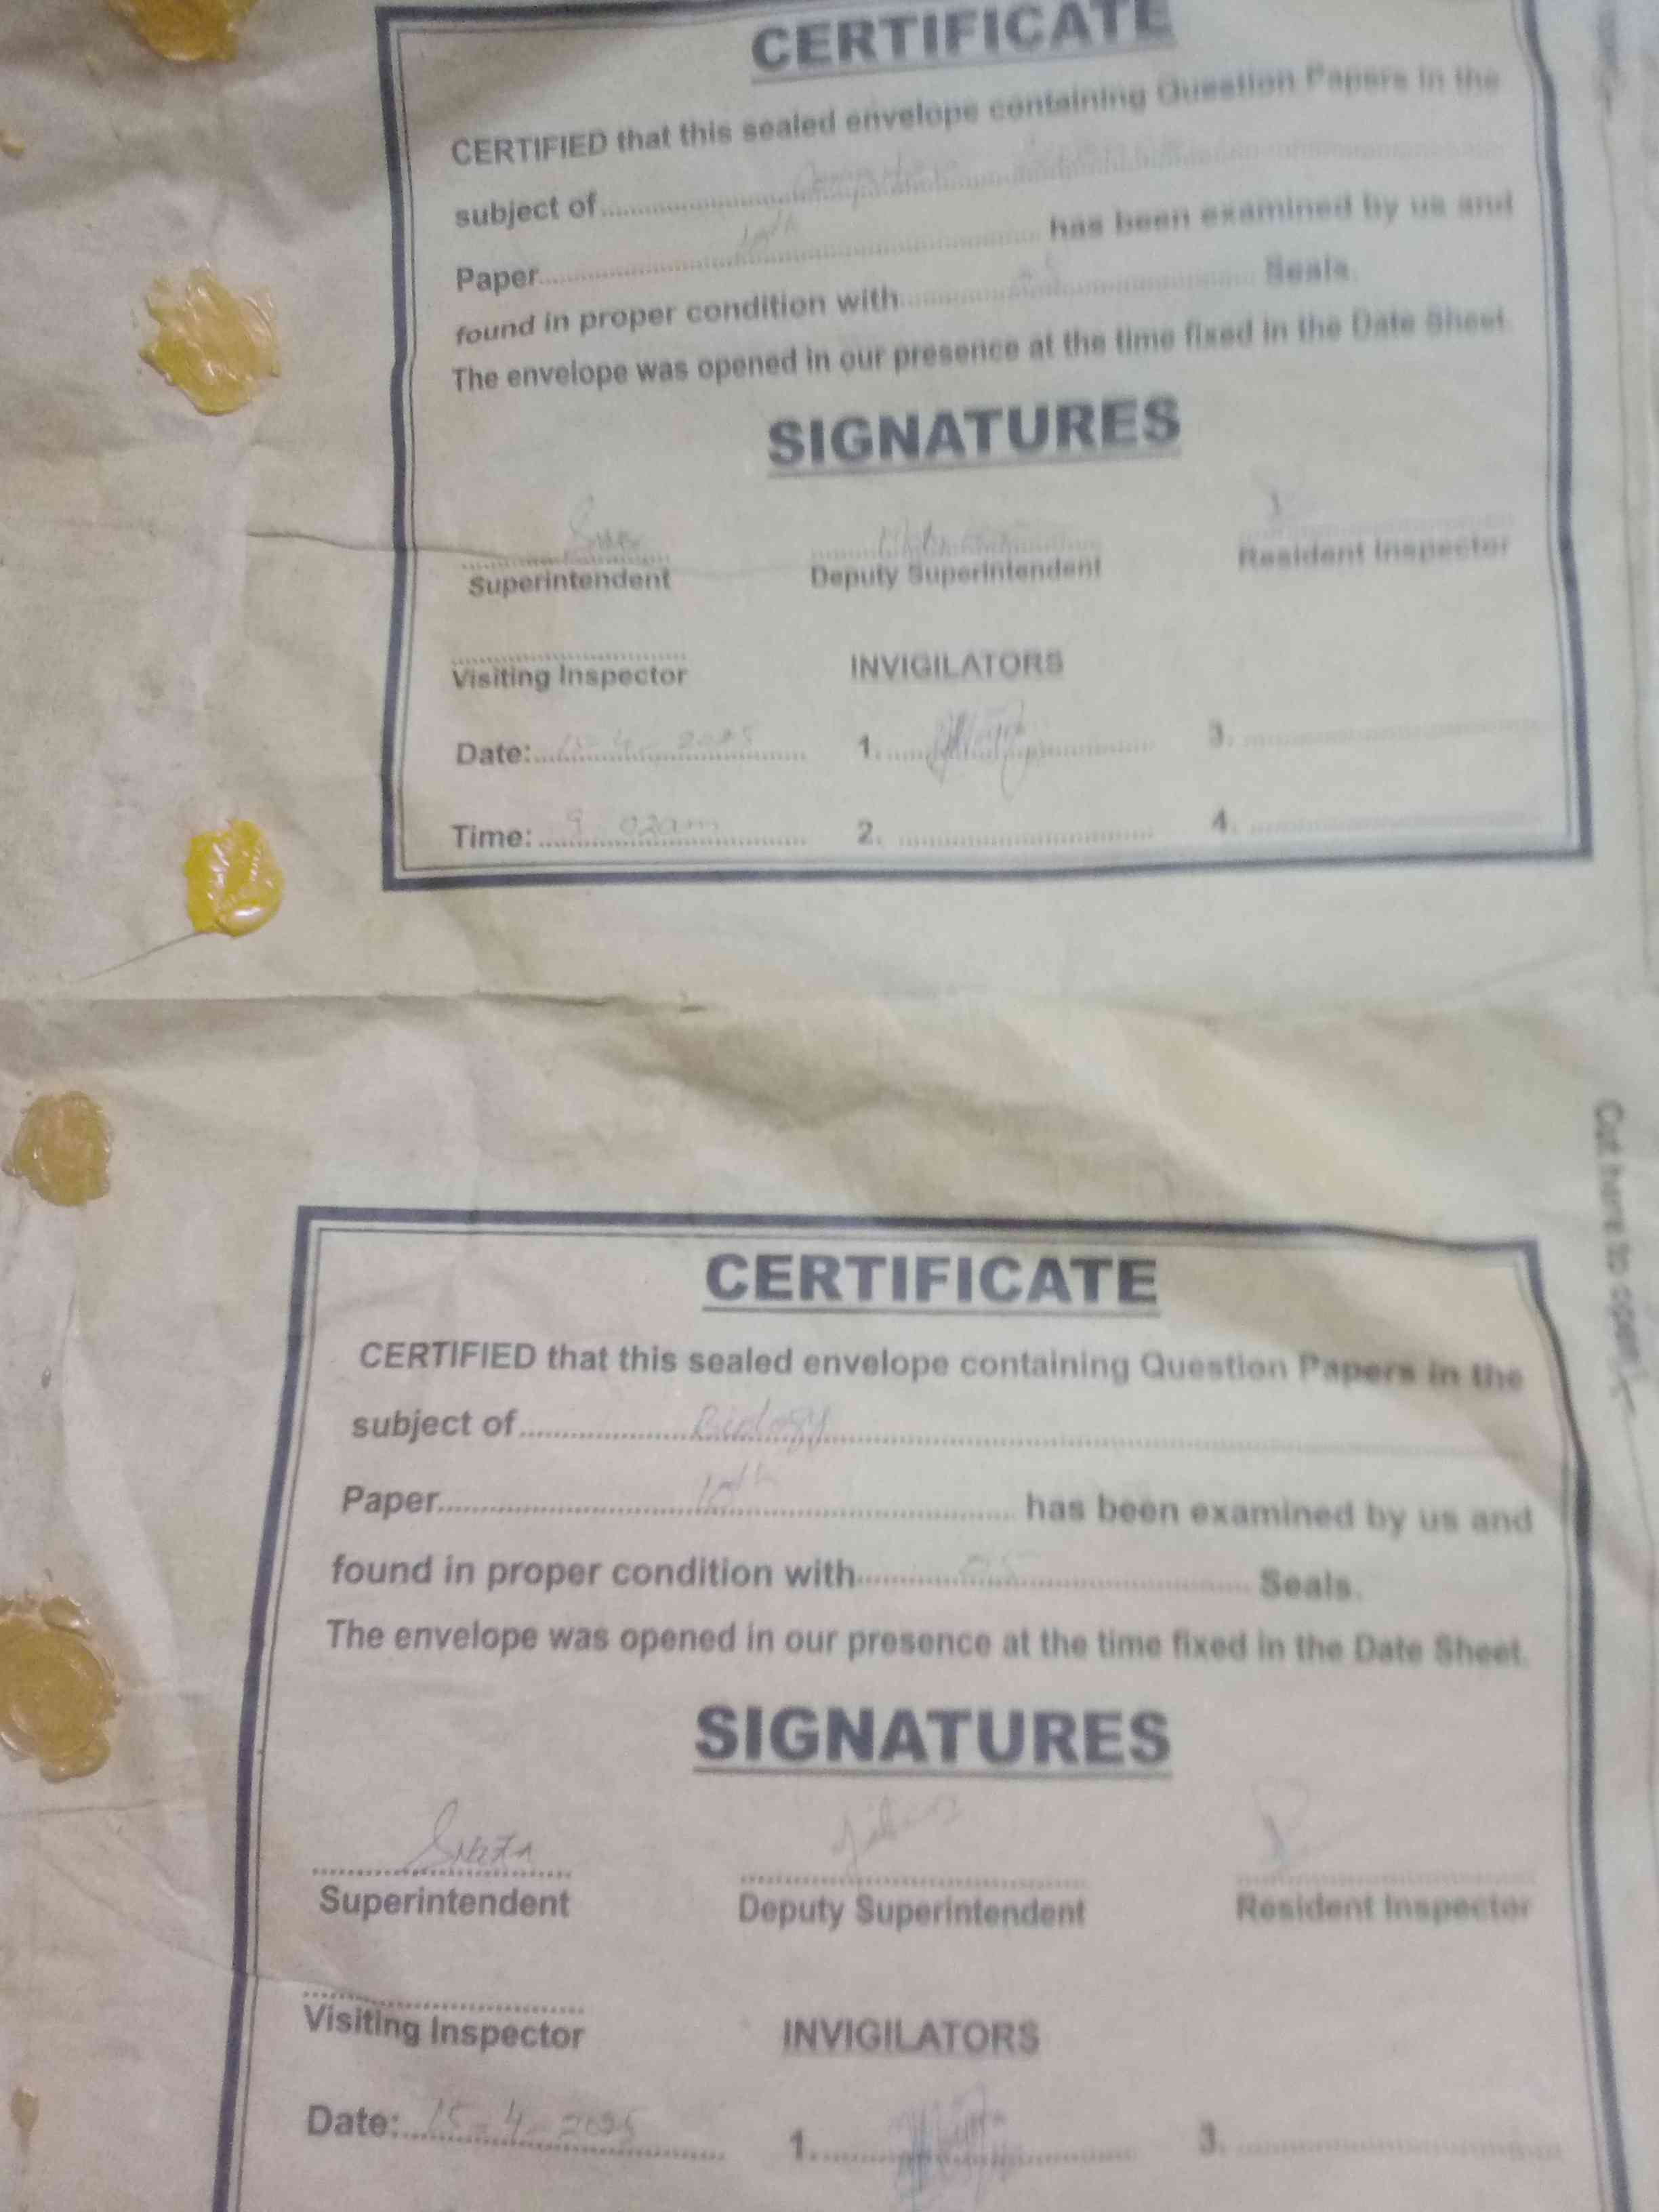 CERTIFICATE
CERTIFIED that this sealed envelope containing Question Papers in the
subject of Computer
Paper 10th has been examined by us and
found in proper condition with Seals.
The envelope was opened in our presence at the time fixed in the Date Sheet.
SIGNATURES
Superintendent Deputy Superintendent Resident Inspector
Visiting Inspector INVIGILATORS
Date: 15-4-2025 1. 3.
Time: 9 02am 2. 4.
Cut here to open
CERTIFICATE
CERTIFIED that this sealed envelope containing Question Papers in the
subject of Biology
Paper 10th has been examined by us and
found in proper condition with 05 Seals.
The envelope was opened in our presence at the time fixed in the Date Sheet.
SIGNATURES
Superintendent Deputy Superintendent Resident Inspector
Visiting Inspector INVIGILATORS
Date: 15-4-2025 1. 3.